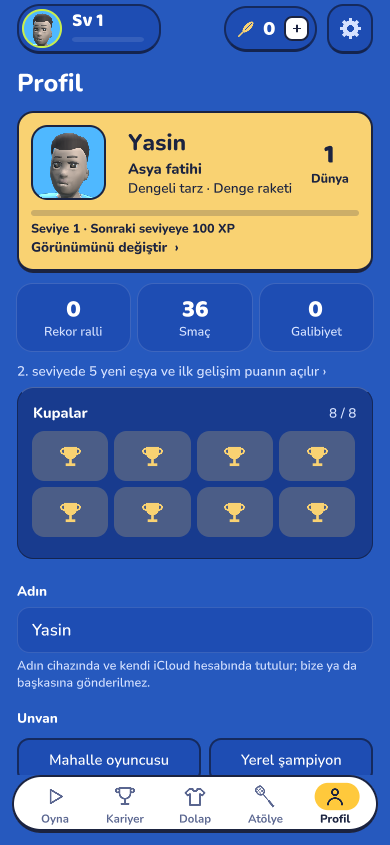 Sv 1
0
+
Profil
Yasin
Asya fatihi
Dengeli tarz · Denge raketi
1
Dünya
Seviye 1 · Sonraki seviyeye 100 XP
Görünümünü değiştir ›
0
Rekor ralli
36
Smaç
0
Galibiyet
2. seviyede 5 yeni eşya ve ilk gelişim puanın açılır ›
Kupalar
8 / 8
Adın
Yasin
Adın cihazında ve kendi iCloud hesabında tutulur; bize ya da
başkasına gönderilmez.
Unvan
Mahalle oyuncusu
Yerel şampiyon
Oyna
Kariyer
Dolap
Atölye
Profil